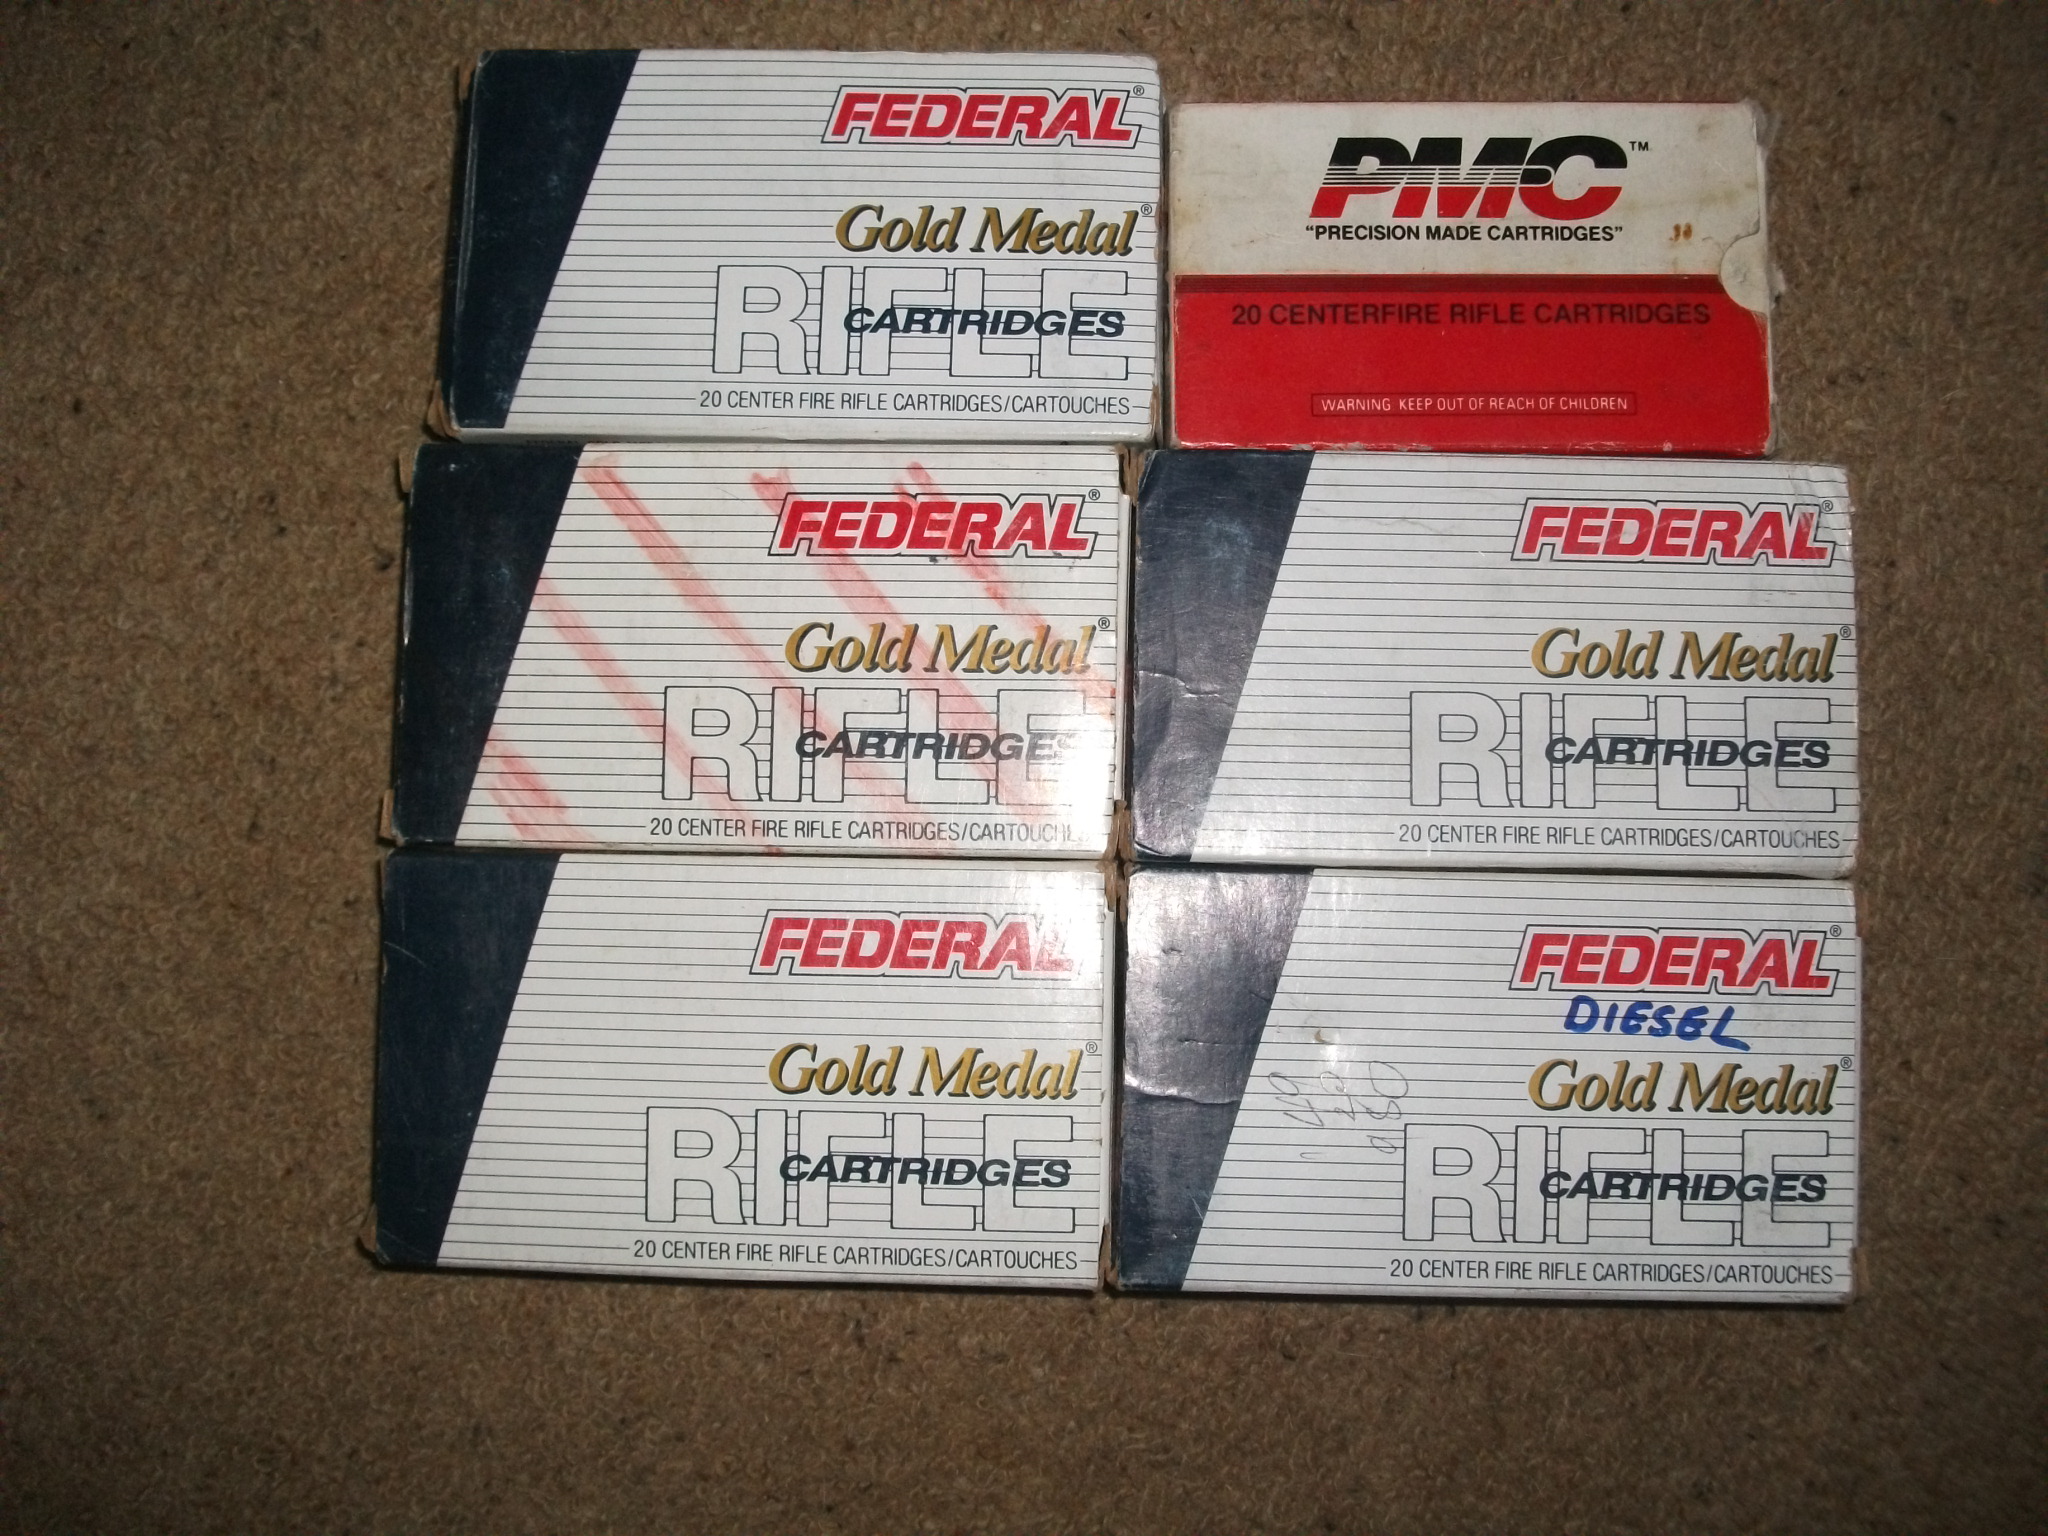 FEDERAL®
Gold Medal®
RIFLE
CARTRIDGES
20 CENTER FIRE RIFLE CARTRIDGES/CARTOUCHES
PMC™
"PRECISION MADE CARTRIDGES"
20 CENTERFIRE RIFLE CARTRIDGES
WARNING KEEP OUT OF REACH OF CHILDREN
FEDERAL®
Gold Medal®
RIFLE
CARTRIDGES
20 CENTER FIRE RIFLE CARTRIDGES/CARTOUCHES
FEDERAL®
Gold Medal®
RIFLE
CARTRIDGES
20 CENTER FIRE RIFLE CARTRIDGES/CARTOUCHES
FEDERAL
Gold Medal®
RIFLE
CARTRIDGES
20 CENTER FIRE RIFLE CARTRIDGES/CARTOUCHES
FEDERAL®
DIESEL
Gold Medal®
RIFLE
CARTRIDGES
20 CENTER FIRE RIFLE CARTRIDGES/CARTOUCHES